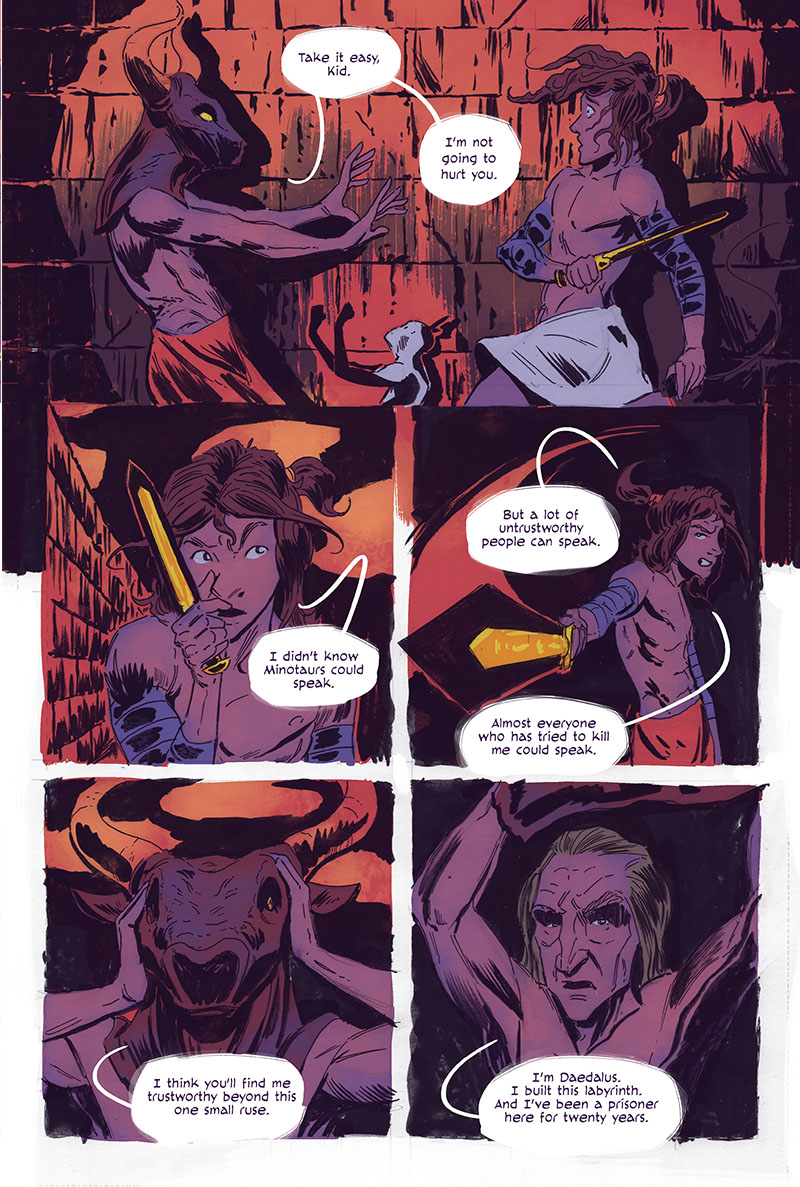 Take it easy,
Kid.
I'm not
going to
hurt you.
I didn't know
Minotaurs could
speak.
But a lot of
untrustworthy
people can speak.
Almost everyone
who has tried to kill
me could speak.
I think you'll find me
trustworthy beyond this
one small ruse.
I'm Daedalus.
I built this labyrinth.
And I've been a prisoner
here for twenty years.